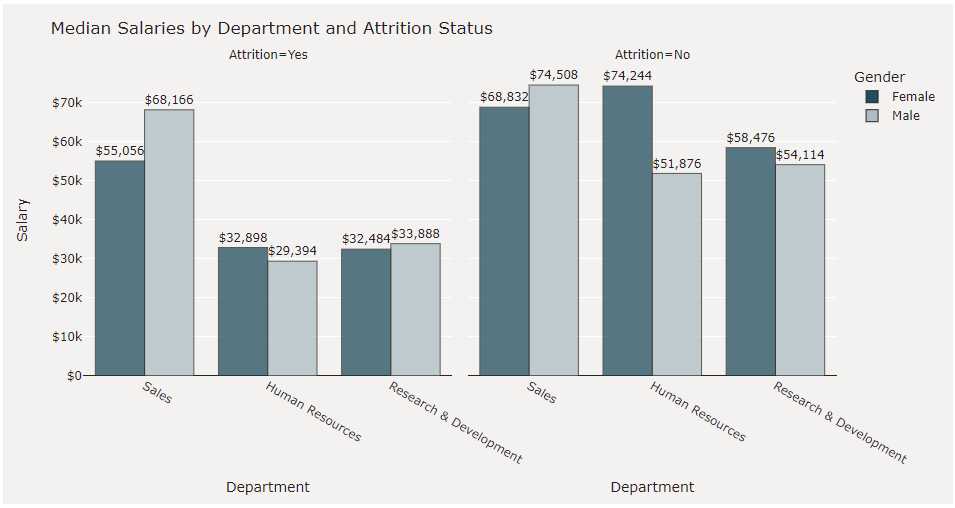 Median Salaries by Department and Attrition Status
Attrition=Yes
Attrition=No
Gender
Female
Male
Salary
$70k
$60k
$50k
$40k
$30k
$20k
$10k
$0
$55,056
$68,166
$32,898
$29,394
$32,484
$33,888
$68,832
$74,508
$74,244
$51,876
$58,476
$54,114
Sales
Human Resources
Research & Development
Sales
Human Resources
Research & Development
Department
Department